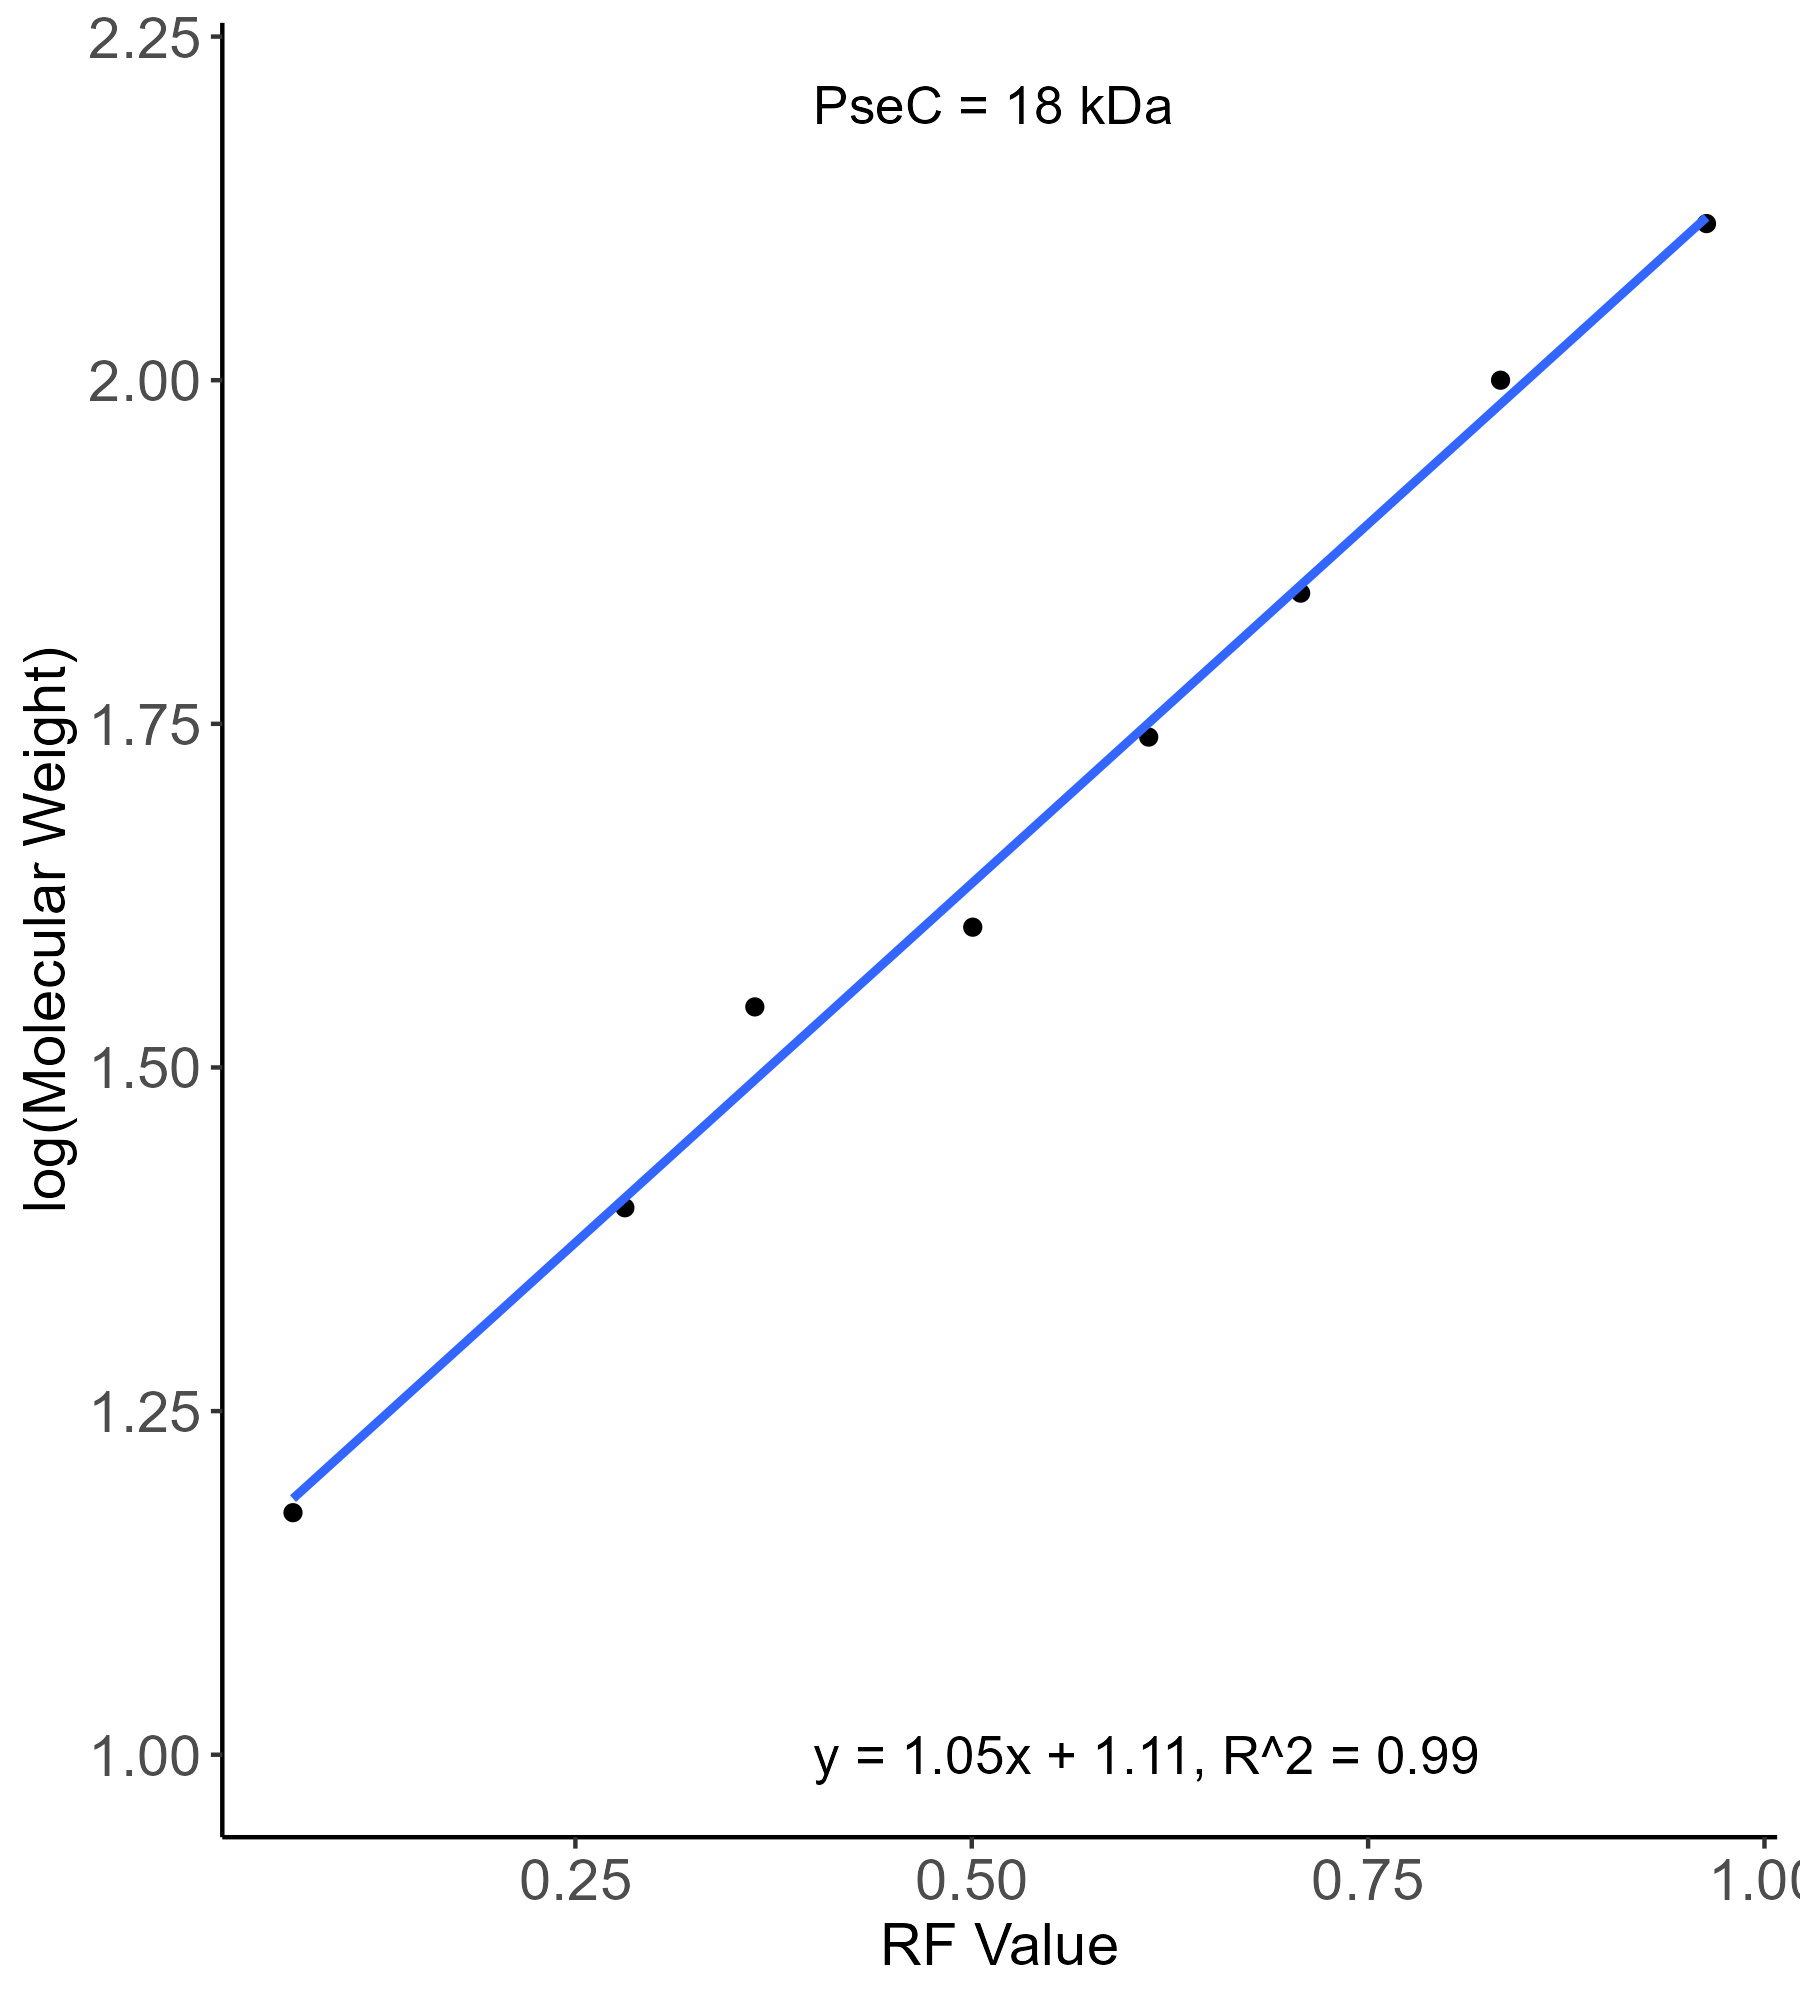 2.25
PseC = 18 kDa
2.00
1.75
log(Molecular Weight)
1.50
1.25
1.00
y = 1.05x + 1.11, R^2 = 0.99
0.25 0.50 0.75 1.00
RF Value